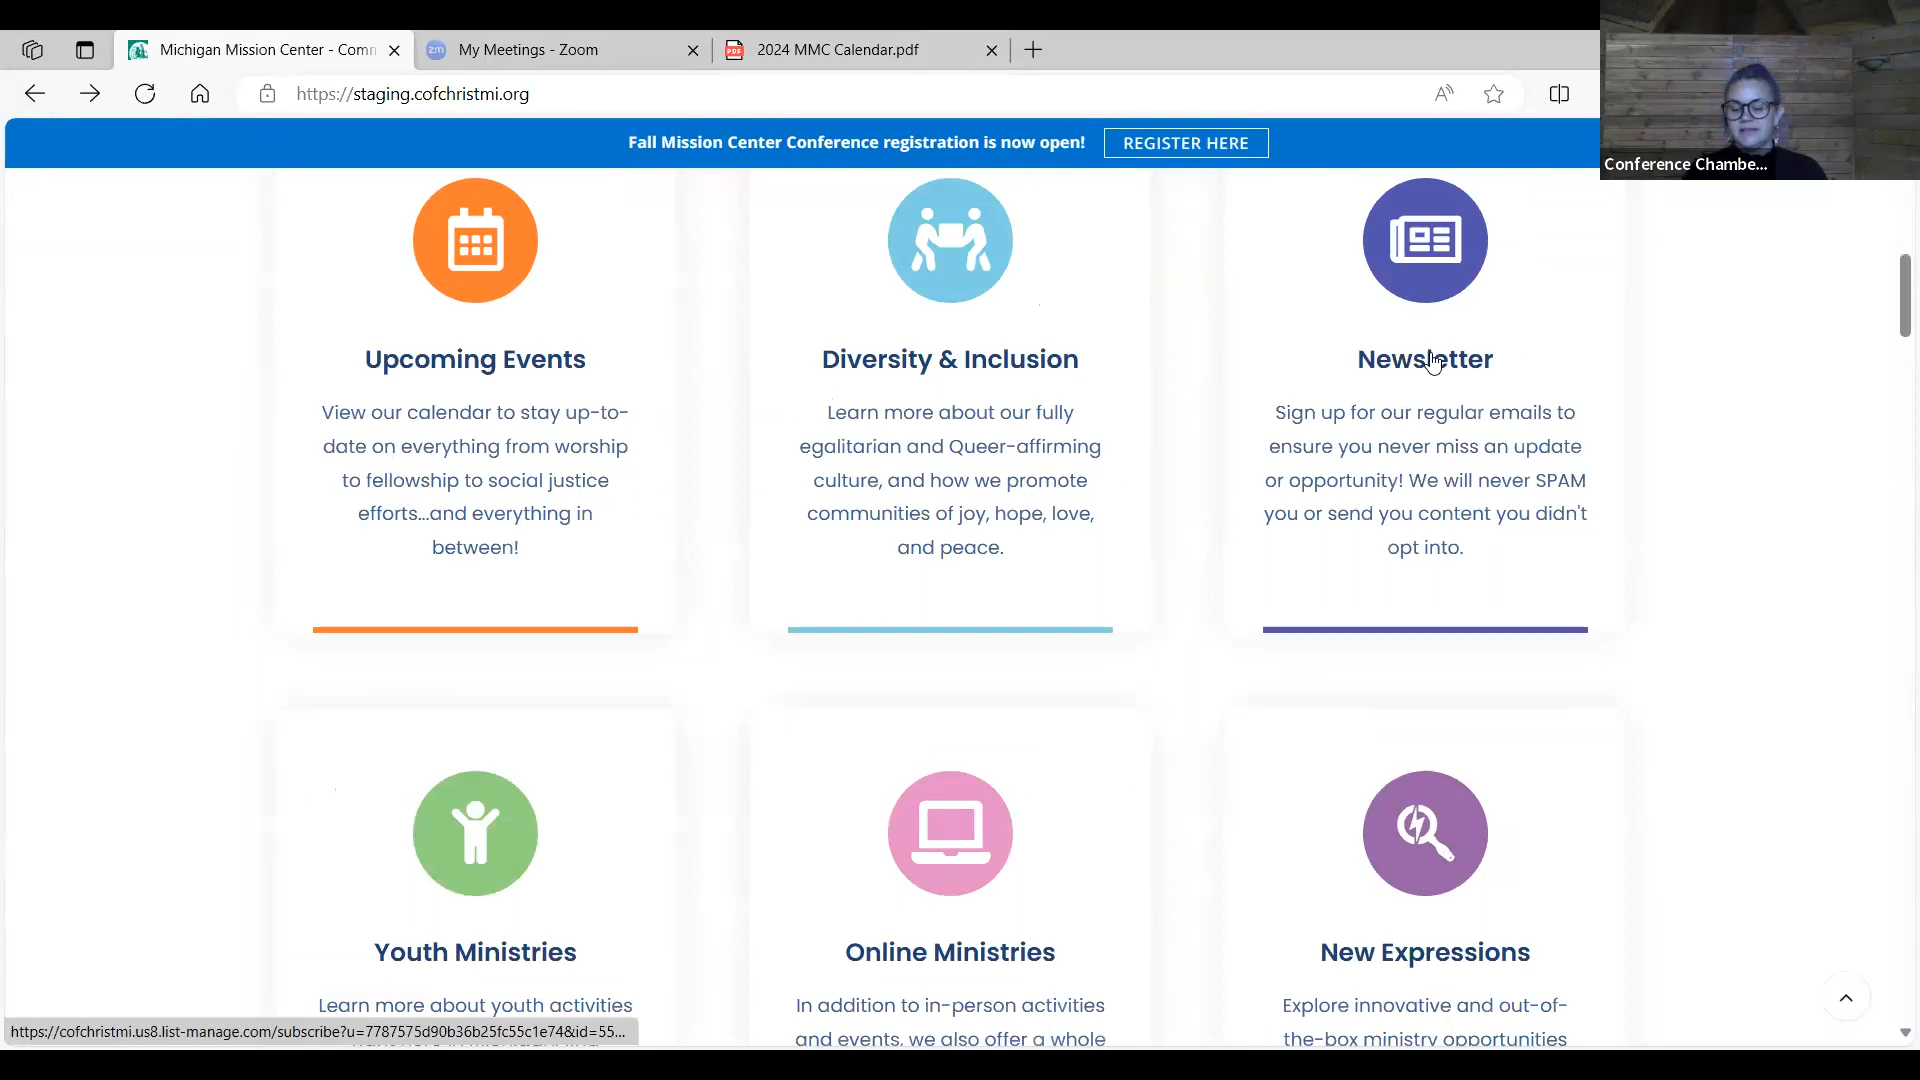 Michigan Mission Center - Comm
My Meetings - Zoom
2024 MMC Calendar.pdf
https://staging.cofchristmi.org
Fall Mission Center Conference registration is now open!
REGISTER HERE
Conference Chambe...
Upcoming Events
View our calendar to stay up-to-
date on everything from worship
to fellowship to social justice
efforts...and everything in
between!
Diversity & Inclusion
Learn more about our fully
egalitarian and Queer-affirming
culture, and how we promote
communities of joy, hope, love,
and peace.
Newsletter
Sign up for our regular emails to
ensure you never miss an update
or opportunity! We will never SPAM
you or send you content you didn't
opt into.
Youth Ministries
Learn more about youth activities
Online Ministries
In addition to in-person activities
and events, we also offer a whole
New Expressions
Explore innovative and out-of-
the-box ministry opportunities
https://cofchristmi.us8.list-manage.com/subscribe?u=7787575d90b36b25fc55c1e74&id=55...